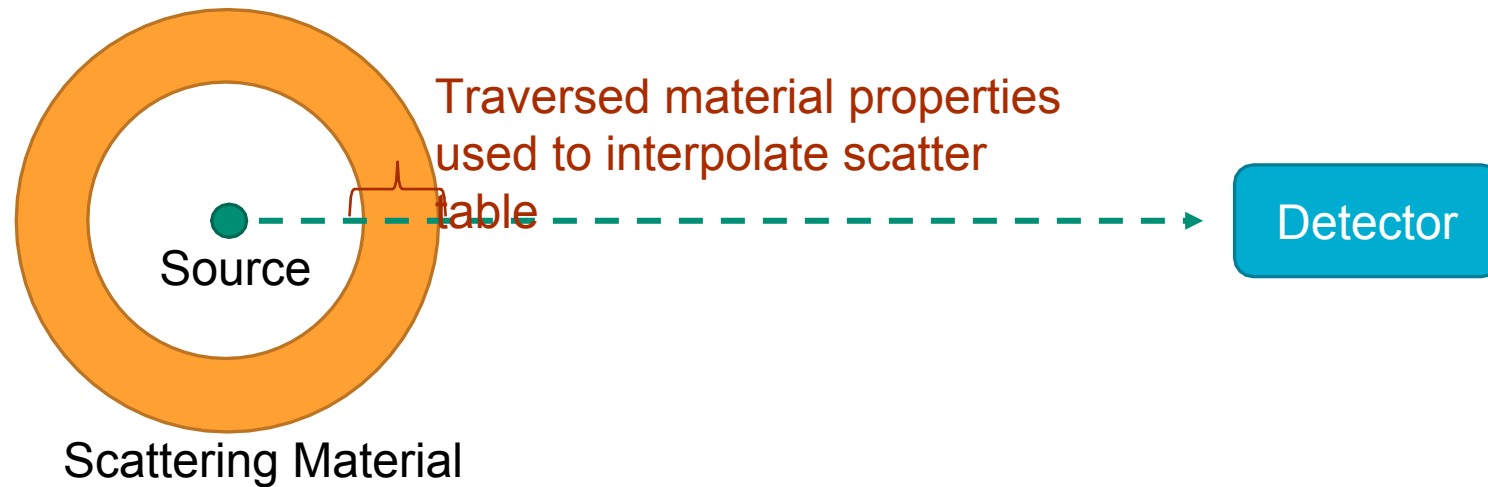 Traversed material properties
used to interpolate scatter
table
Source
Detector
Scattering Material